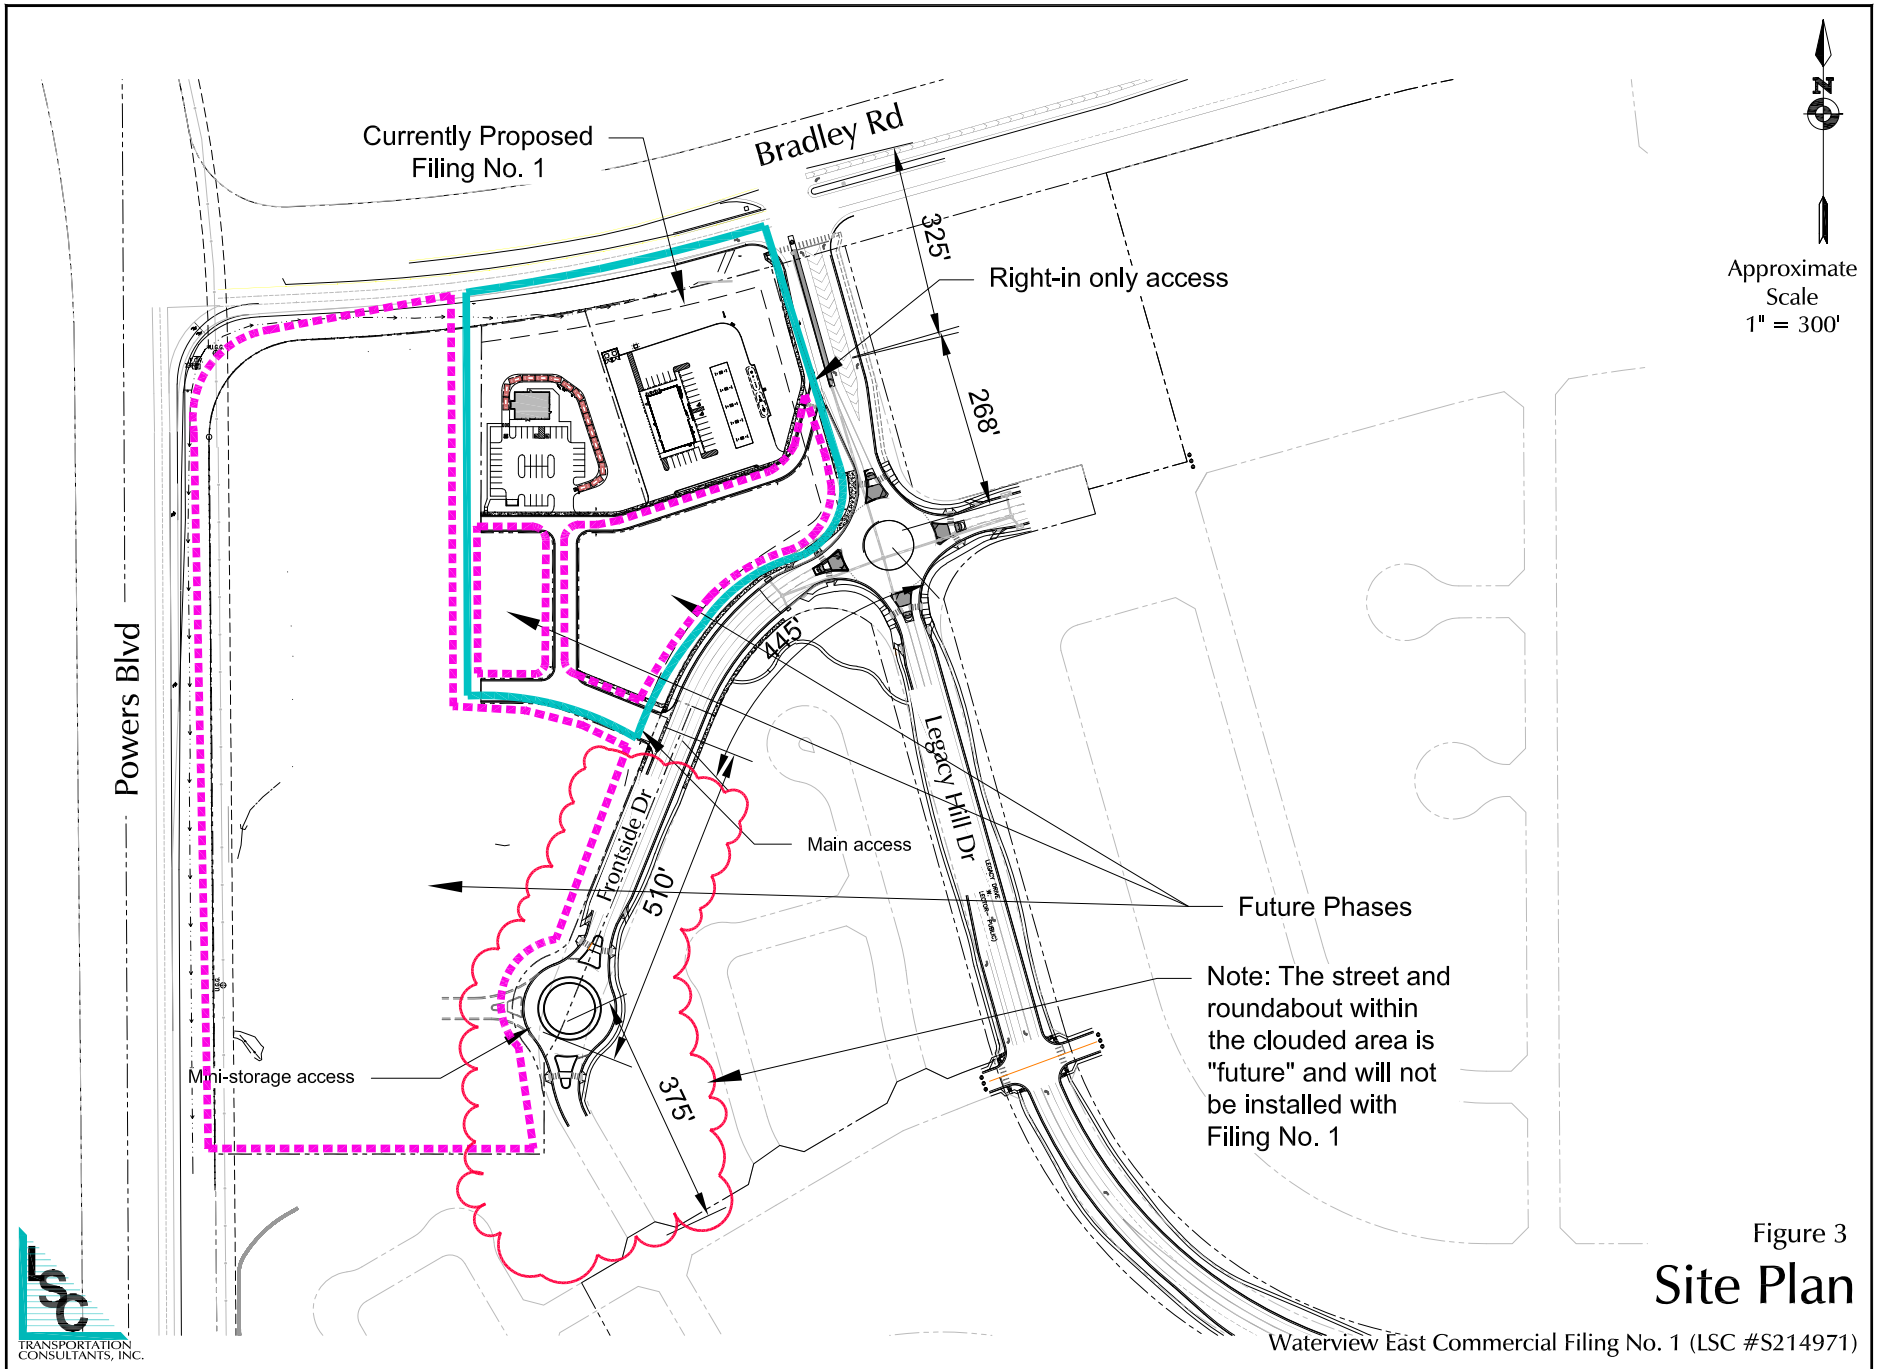 Currently Proposed
Filing No. 1
Bradley Rd
N
Approximate
Scale
1" = 300'
325'
Right-in only access
268'
Powers Blvd
445'
Legacy Hill Dr
Frontside Dr
Main access
510'
Future Phases
Note: The street and
roundabout within
the clouded area is
"future" and will not
be installed with
Filing No. 1
Mini-storage access
375'
Figure 3
Site Plan
Waterview East Commercial Filing No. 1 (LSC #S214971)
LSC
TRANSPORTATION
CONSULTANTS, INC.